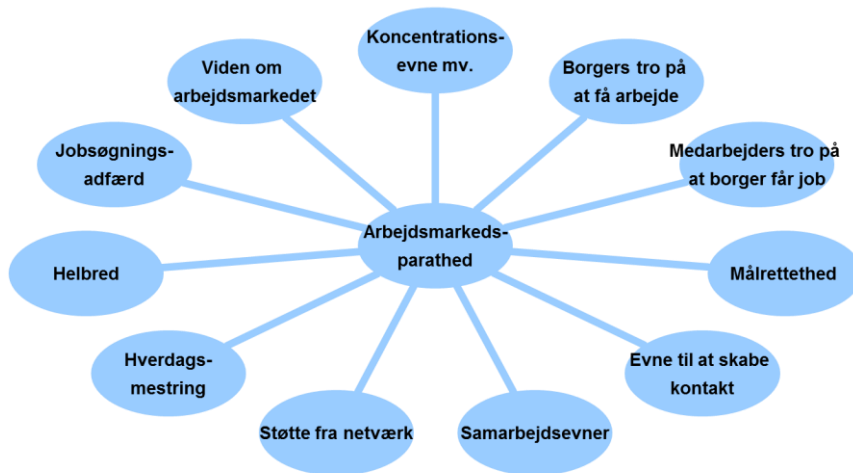 Koncentrations-
evne mv.
Viden om
arbejdsmarkedet
Borgers tro på
at få arbejde
Jobsøgnings-
adfærd
Medarbejders tro på
at borger får job
Arbejdsmarkeds-
parathed
Helbred
Målrettethed
Hverdags-
mestring
Evne til at skabe
kontakt
Støtte fra netværk
Samarbejdsevner